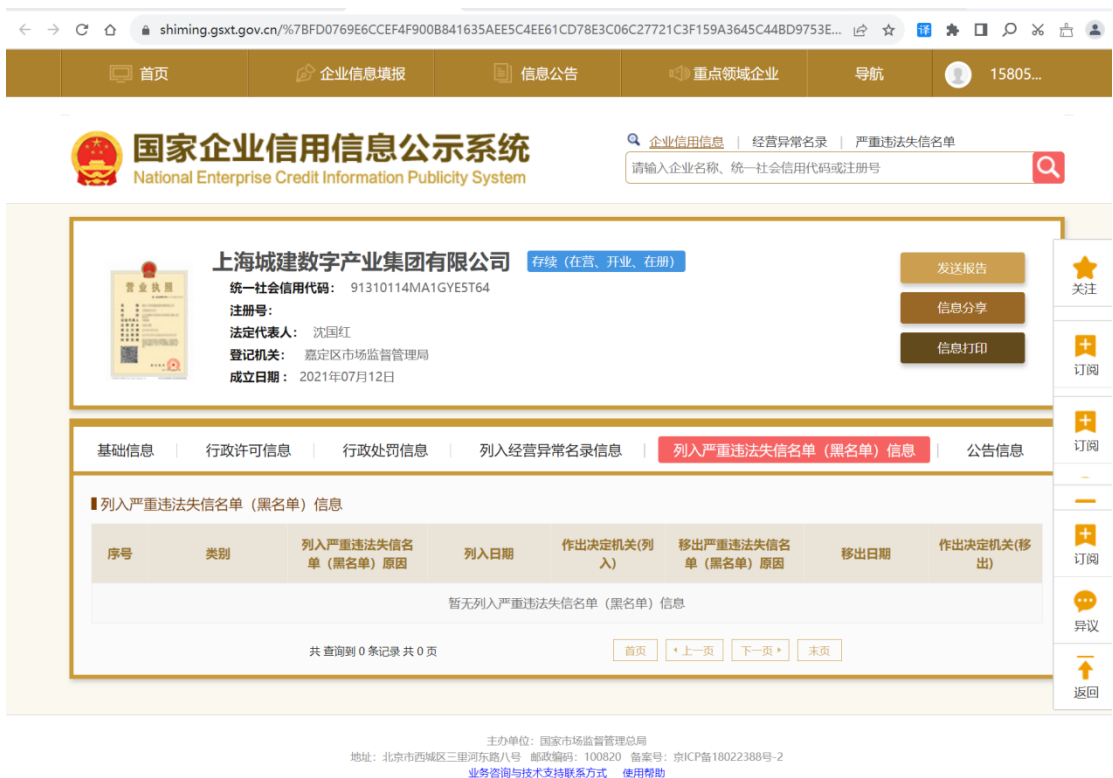 shiming.gsxt.gov.cn/%7BFD0769E6CCEF4F900B841635AEE5C4EE61CD78E3C06C27721C3F159A3645C44BD9753E...
译
首页 企业信息填报 信息公告 重点领域企业 导航 15805...
国家企业信用信息公示系统
National Enterprise Credit Information Publicity System
企业信用信息 | 经营异常名录 | 严重违法失信名单
请输入企业名称、统一社会信用代码或注册号
营业执照
上海城建数字产业集团有限公司 存续（在营、开业、在册）
统一社会信用代码： 91310114MA1GYE5T64
注册号：
法定代表人： 沈国红
登记机关： 嘉定区市场监督管理局
成立日期： 2021年07月12日
发送报告
信息分享
信息打印
关注
订阅
订阅
订阅
异议
返回
基础信息 | 行政许可信息 | 行政处罚信息 | 列入经营异常名录信息 | 列入严重违法失信名单（黑名单）信息 | 公告信息
列入严重违法失信名单（黑名单）信息
序号 类别 列入严重违法失信名单（黑名单）原因 列入日期 作出决定机关(列入) 移出严重违法失信名单（黑名单）原因 移出日期 作出决定机关(移出)
暂无列入严重违法失信名单（黑名单）信息
共 查询到 0 条记录 共 0 页 首页 上一页 下一页 末页
主办单位：国家市场监督管理总局
地址：北京市西城区三里河东路八号 邮政编码：100820 备案号：京ICP备18022388号-2
业务咨询与技术支持联系方式 使用帮助